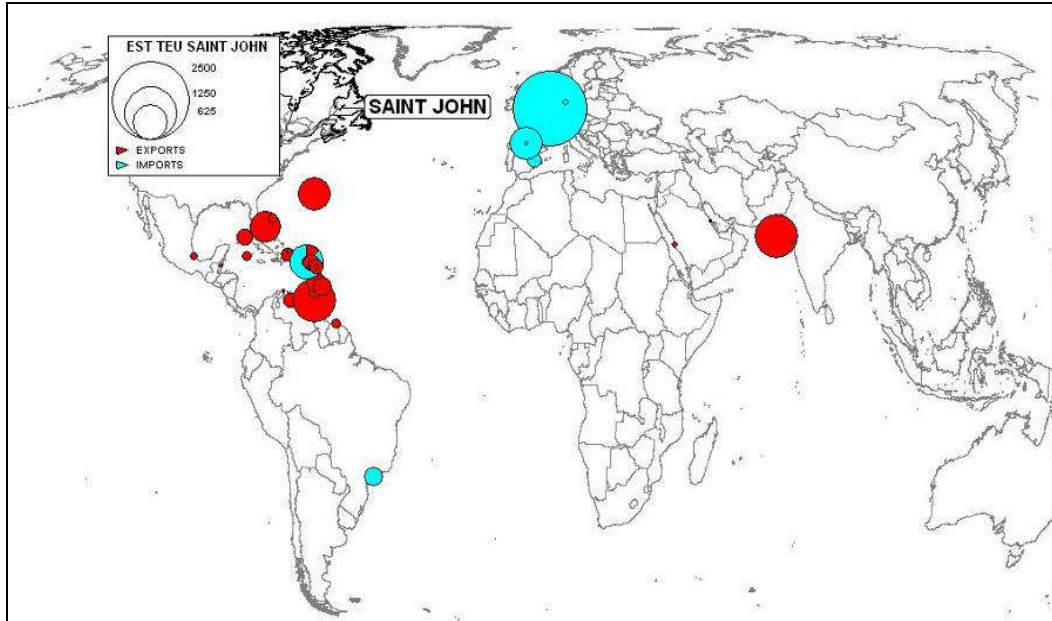 EST TEU SAINT JOHN
2500
1250
625
EXPORTS
IMPORTS
SAINT JOHN